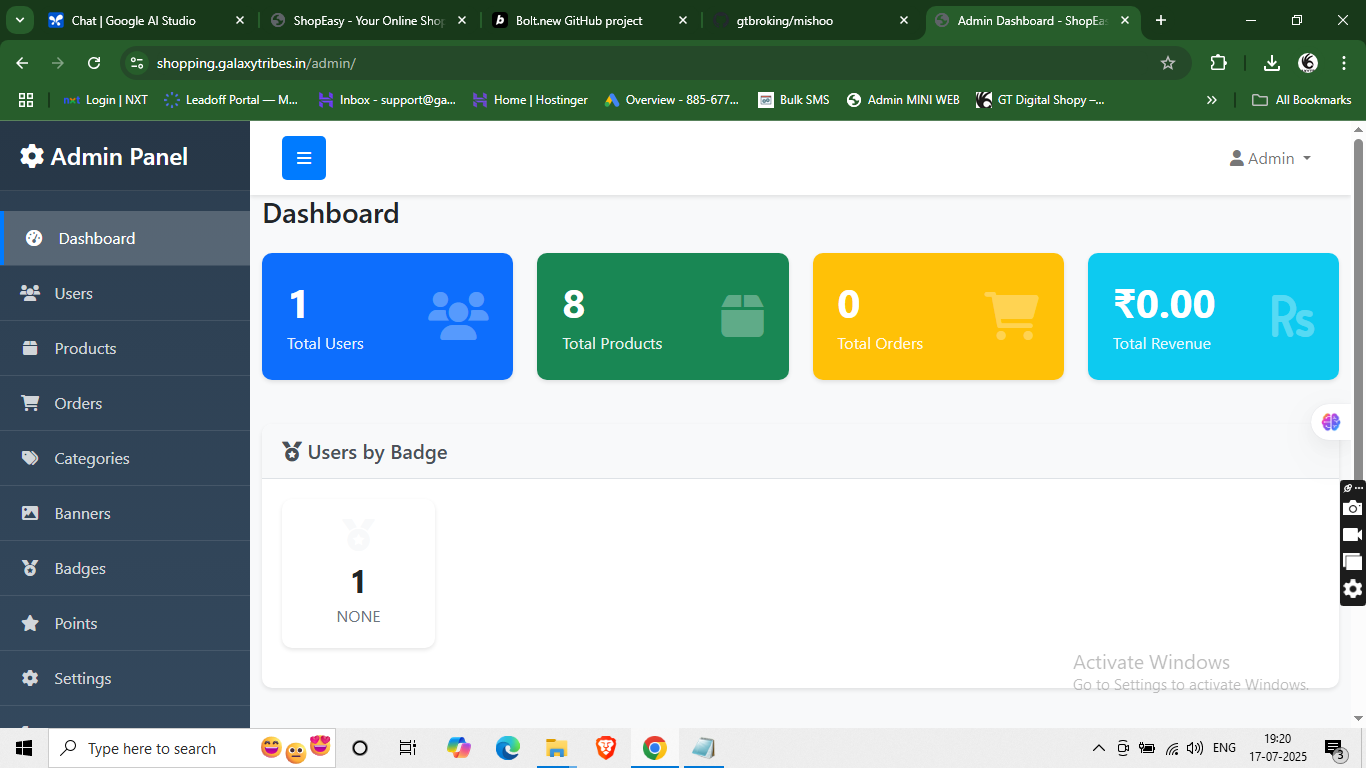 Chat | Google AI Studio
ShopEasy - Your Online Shop
Bolt.new GitHub project
gtbroking/mishoo
Admin Dashboard - ShopEas
shopping.galaxytribes.in/admin/
nxt Login | NXT
Leadoff Portal — M...
Inbox - support@ga...
Home | Hostinger
Overview - 885-677...
Bulk SMS
Admin MINI WEB
GT Digital Shopy –...
All Bookmarks
Admin Panel
Admin
Dashboard
Users
Products
Orders
Categories
Banners
Badges
Points
Settings
Dashboard
1
Total Users
8
Total Products
0
Total Orders
₹0.00
Total Revenue
Rs
Users by Badge
1
NONE
Activate Windows
Go to Settings to activate Windows.
Type here to search
ENG
19:20
17-07-2025
3